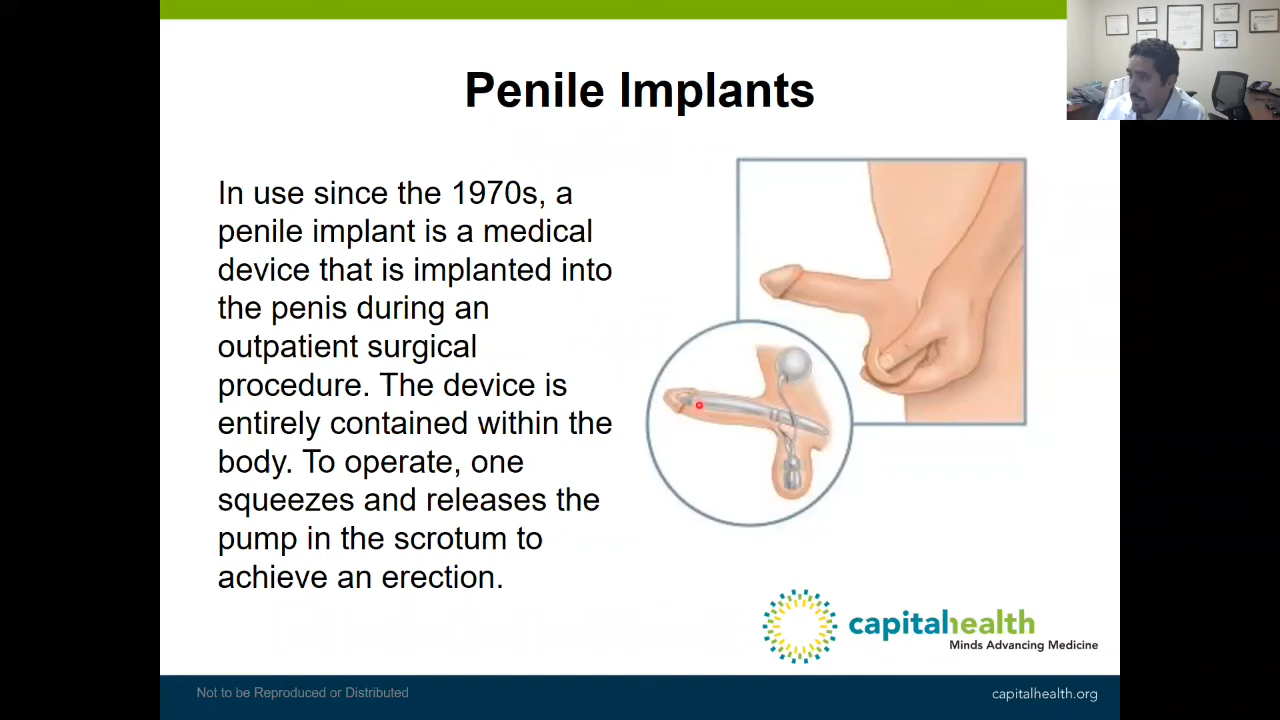 Penile Implants
In use since the 1970s, a
penile implant is a medical
device that is implanted into
the penis during an
outpatient surgical
procedure. The device is
entirely contained within the
body. To operate, one
squeezes and releases the
pump in the scrotum to
achieve an erection.
capitalhealth
Minds Advancing Medicine
Not to be Reproduced or Distributed
capitalhealth.org